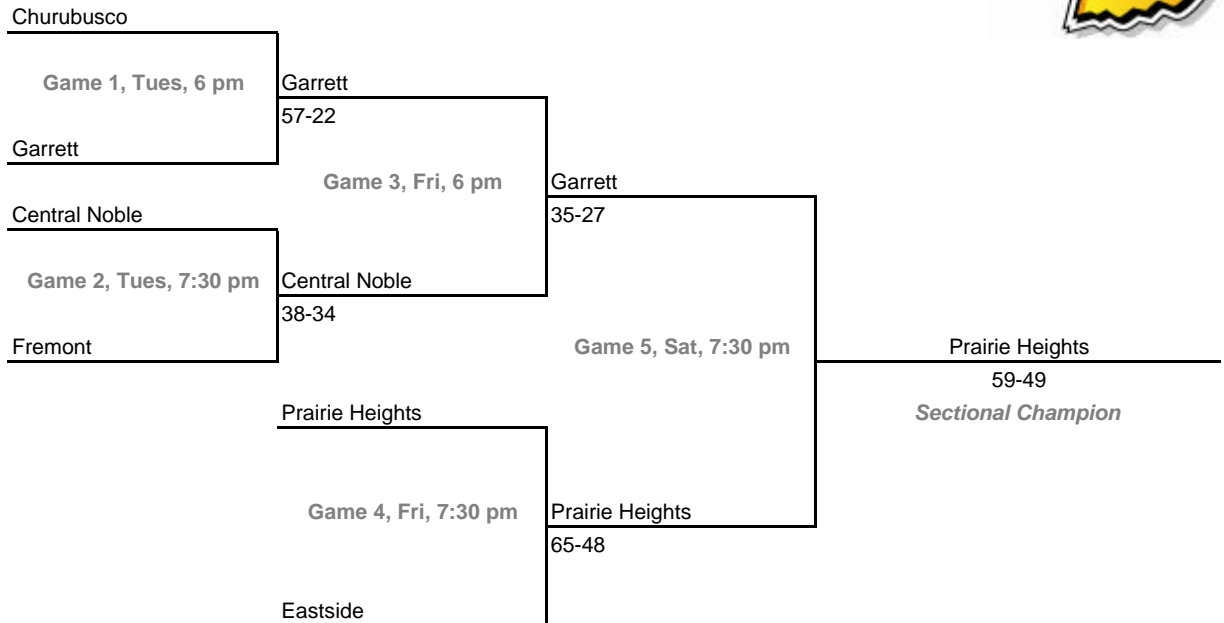 Churubusco
Game 1, Tues, 6 pm
Garrett
57-22
Garrett
Game 3, Fri, 6 pm
Garrett
35-27
Central Noble
Game 2, Tues, 7:30 pm
Central Noble
38-34
Fremont
Game 5, Sat, 7:30 pm
Prairie Heights
59-49
Sectional Champion
Prairie Heights
Game 4, Fri, 7:30 pm
Prairie Heights
65-48
Eastside